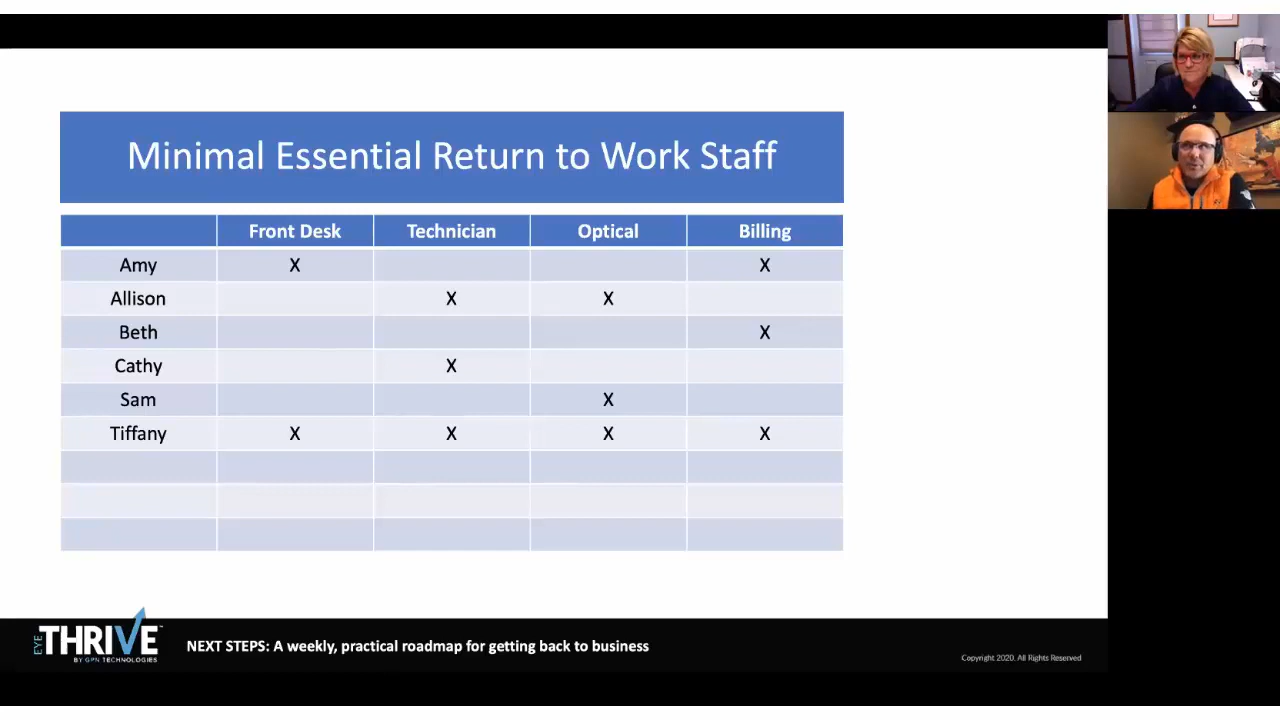 Minimal Essential Return to Work Staff
Front Desk Technician Optical Billing
Amy X X
Allison X X
Beth X
Cathy X
Sam X
Tiffany X X X X
EYE THRIVE ™
BY GPN TECHNOLOGIES
NEXT STEPS: A weekly, practical roadmap for getting back to business
Copyright 2020. All Rights Reserved